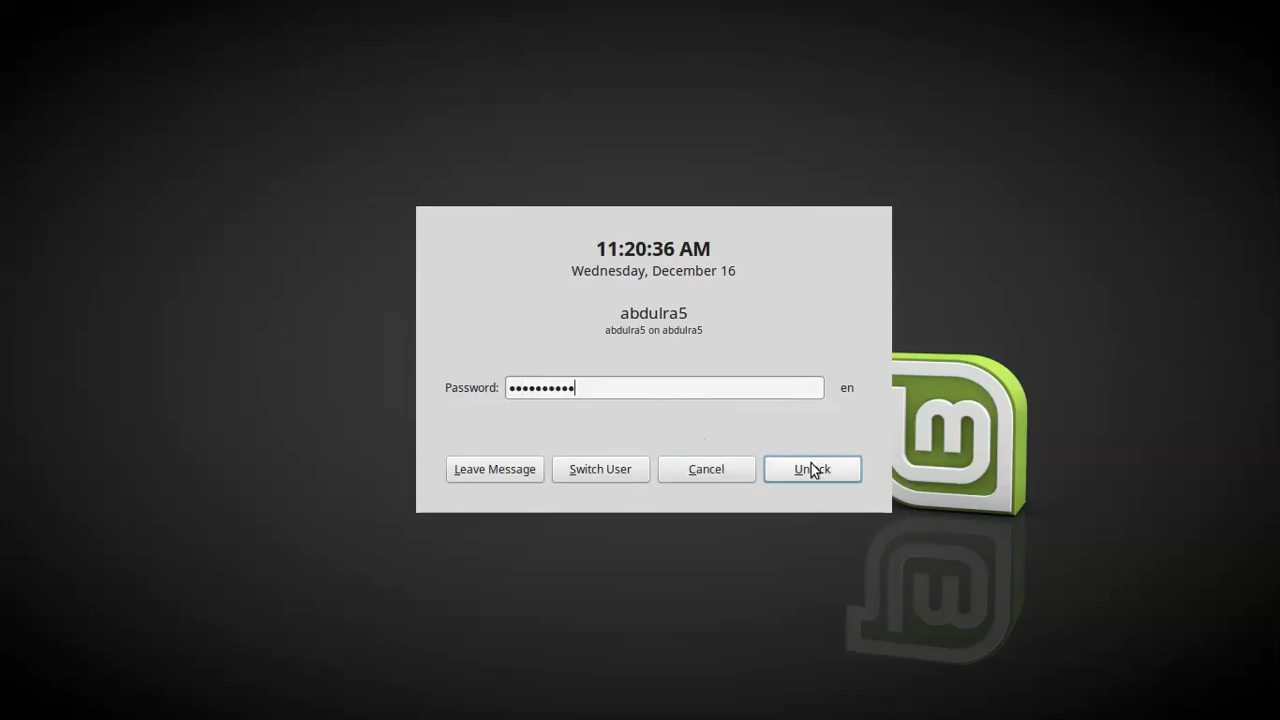 11:20:36 AM
Wednesday, December 16
abdulra5
abdulra5 on abdulra5
Password: ●●●●●●●●●● en
Leave Message Switch User Cancel Unlock